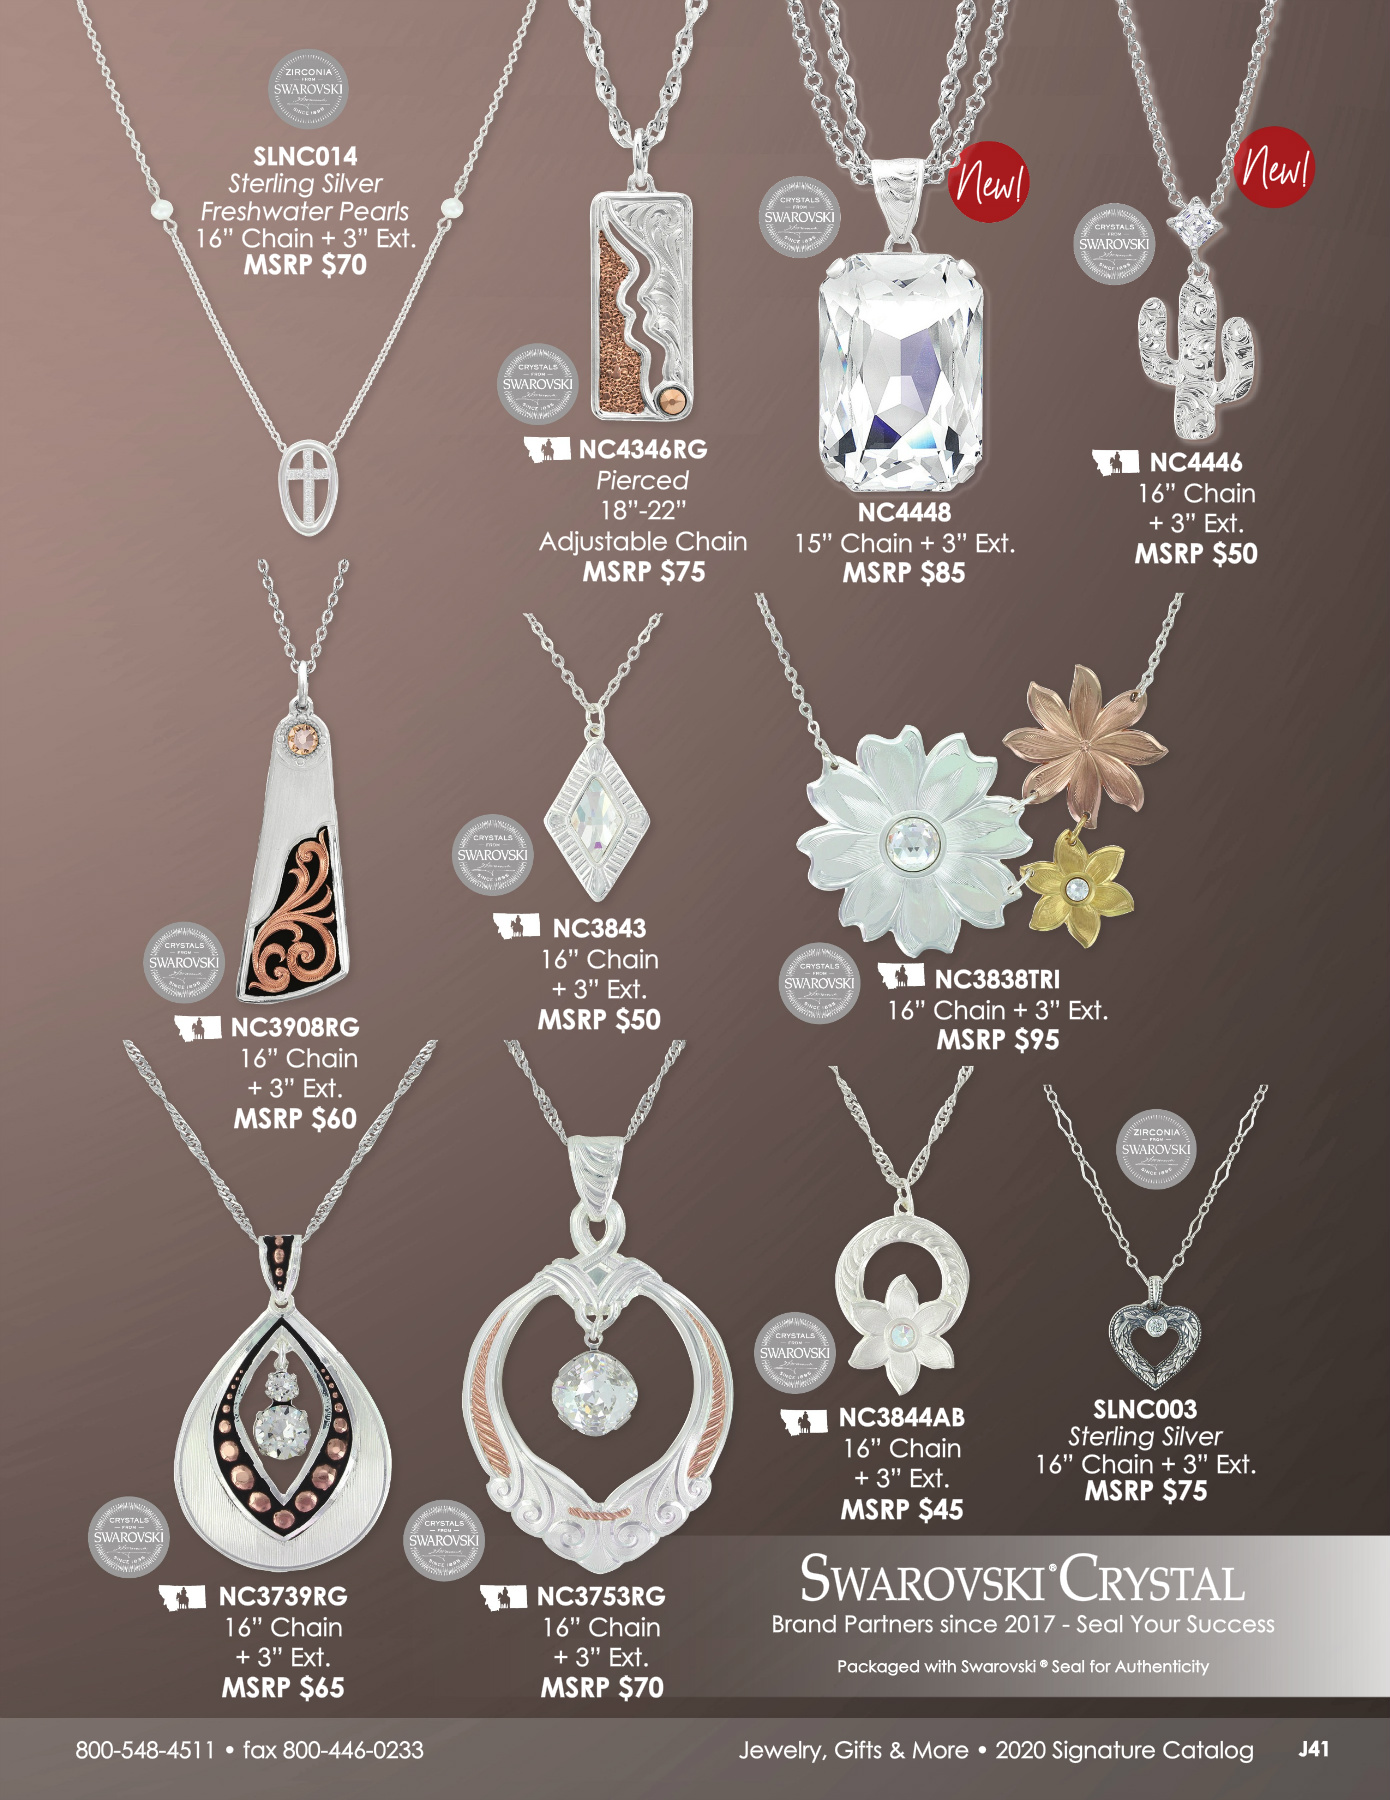 ZIRCONIA
FROM
SWAROVSKI
SINCE 1895
SLNC014
Sterling Silver
Freshwater Pearls
16” Chain + 3” Ext.
MSRP $70
CRYSTALS
FROM
SWAROVSKI
SINCE 1895
NC4346RG
Pierced
18”-22”
Adjustable Chain
MSRP $75
New!
CRYSTALS
FROM
SWAROVSKI
SINCE 1895
NC4448
15” Chain + 3” Ext.
MSRP $85
New!
CRYSTALS
FROM
SWAROVSKI
SINCE 1895
NC4446
16” Chain
+ 3” Ext.
MSRP $50
CRYSTALS
FROM
SWAROVSKI
SINCE 1895
NC3908RG
16” Chain
+ 3” Ext.
MSRP $60
CRYSTALS
FROM
SWAROVSKI
SINCE 1895
NC3843
16” Chain
+ 3” Ext.
MSRP $50
CRYSTALS
FROM
SWAROVSKI
SINCE 1895
NC3838TRI
16” Chain + 3” Ext.
MSRP $95
CRYSTALS
FROM
SWAROVSKI
SINCE 1895
NC3739RG
16” Chain
+ 3” Ext.
MSRP $65
CRYSTALS
FROM
SWAROVSKI
SINCE 1895
NC3753RG
16” Chain
+ 3” Ext.
MSRP $70
CRYSTALS
FROM
SWAROVSKI
SINCE 1895
NC3844AB
16” Chain
+ 3” Ext.
MSRP $45
ZIRCONIA
FROM
SWAROVSKI
SINCE 1895
SLNC003
Sterling Silver
16” Chain + 3” Ext.
MSRP $75
SWAROVSKI® CRYSTAL
Brand Partners since 2017 - Seal Your Success
Packaged with Swarovski ® Seal for Authenticity
800-548-4511 • fax 800-446-0233
Jewelry, Gifts & More • 2020 Signature Catalog J41